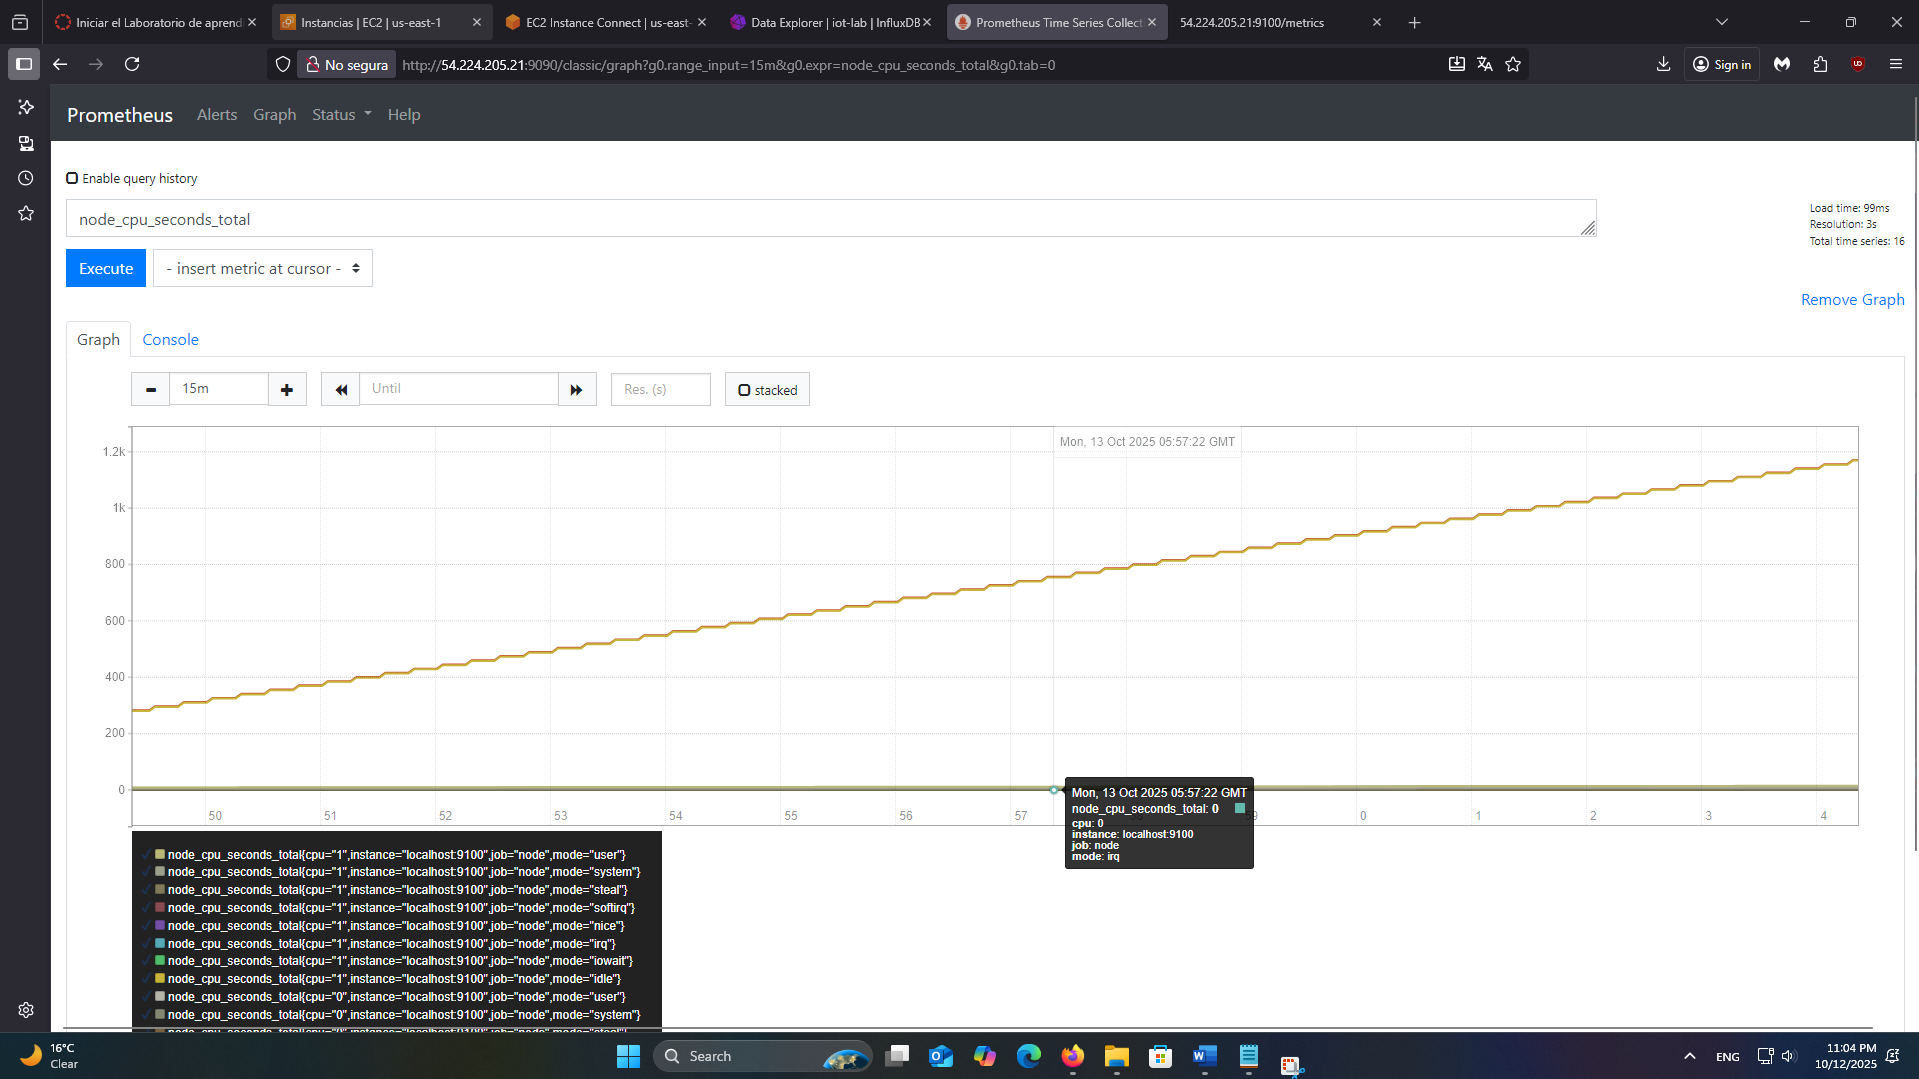 Iniciar el Laboratorio de aprendi
Instancias | EC2 | us-east-1
EC2 Instance Connect | us-east-
Data Explorer | iot-lab | InfluxDB
Prometheus Time Series Collect
54.224.205.21:9100/metrics
No segura
http://54.224.205.21:9090/classic/graph?g0.range_input=15m&g0.expr=node_cpu_seconds_total&g0.tab=0
Sign in
Prometheus
Alerts
Graph
Status
Help
Enable query history
node_cpu_seconds_total
Load time: 99ms
Resolution: 3s
Total time series: 16
Execute
- insert metric at cursor -
Remove Graph
Graph
Console
15m
Until
Res. (s)
stacked
Mon, 13 Oct 2025 05:57:22 GMT
1.2k
1k
800
600
400
200
0
50
51
52
53
54
55
56
57
0
1
2
3
4
Mon, 13 Oct 2025 05:57:22 GMT
node_cpu_seconds_total: 0
cpu: 0
instance: localhost:9100
job: node
mode: irq
node_cpu_seconds_total{cpu="1",instance="localhost:9100",job="node",mode="user"}
node_cpu_seconds_total{cpu="1",instance="localhost:9100",job="node",mode="system"}
node_cpu_seconds_total{cpu="1",instance="localhost:9100",job="node",mode="steal"}
node_cpu_seconds_total{cpu="1",instance="localhost:9100",job="node",mode="softirq"}
node_cpu_seconds_total{cpu="1",instance="localhost:9100",job="node",mode="nice"}
node_cpu_seconds_total{cpu="1",instance="localhost:9100",job="node",mode="irq"}
node_cpu_seconds_total{cpu="1",instance="localhost:9100",job="node",mode="iowait"}
node_cpu_seconds_total{cpu="1",instance="localhost:9100",job="node",mode="idle"}
node_cpu_seconds_total{cpu="0",instance="localhost:9100",job="node",mode="user"}
node_cpu_seconds_total{cpu="0",instance="localhost:9100",job="node",mode="system"}
16°C
Clear
Search
ENG
11:04 PM
10/12/2025